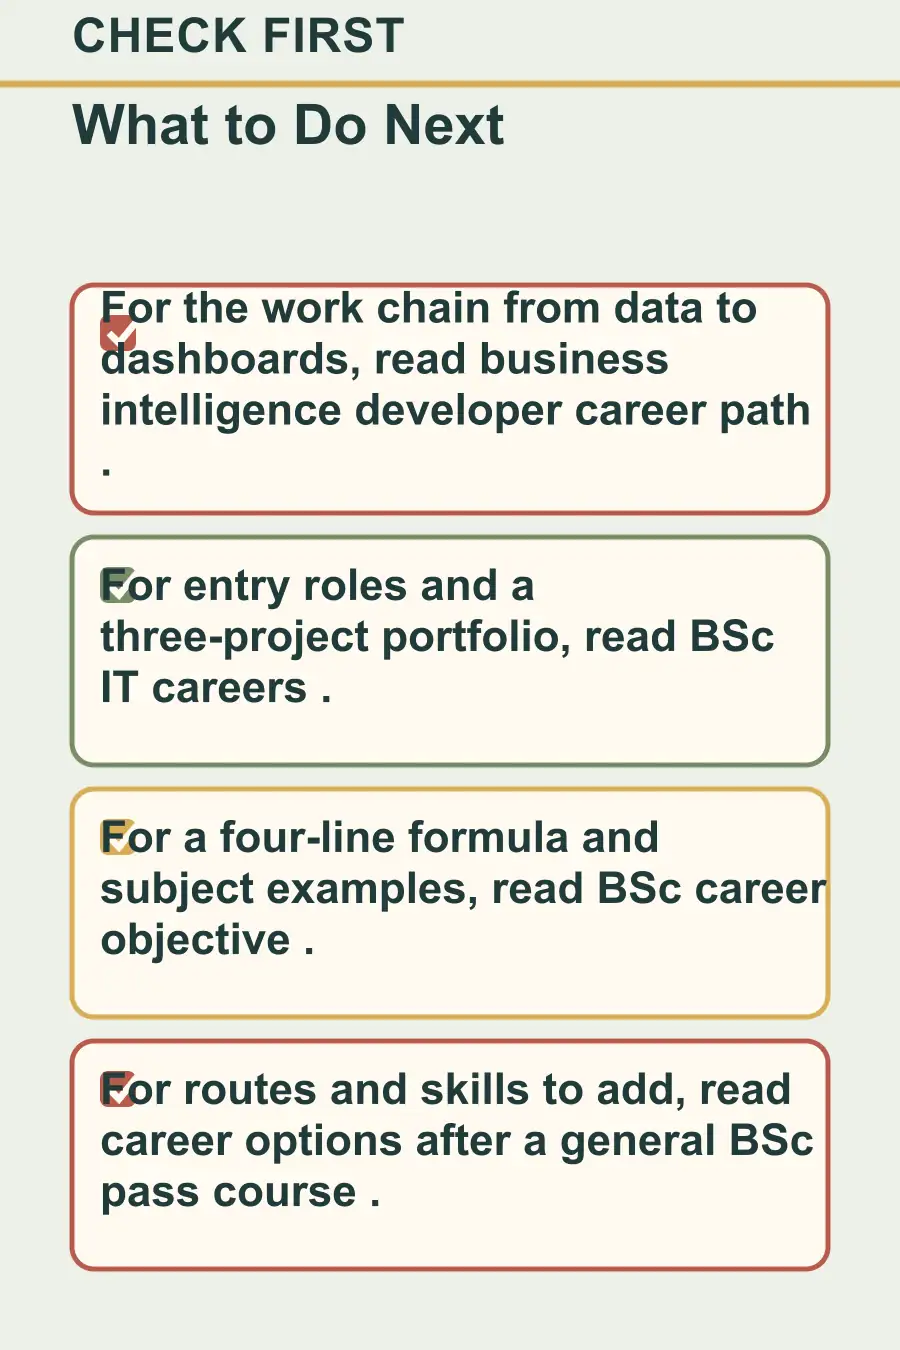 CHECK FIRST
What to Do Next
For the work chain from data to
dashboards, read business
intelligence developer career path
.
For entry roles and a
three-project portfolio, read BSc
IT careers .
For a four-line formula and
subject examples, read BSc career
objective .
For routes and skills to add, read
career options after a general BSc
pass course .